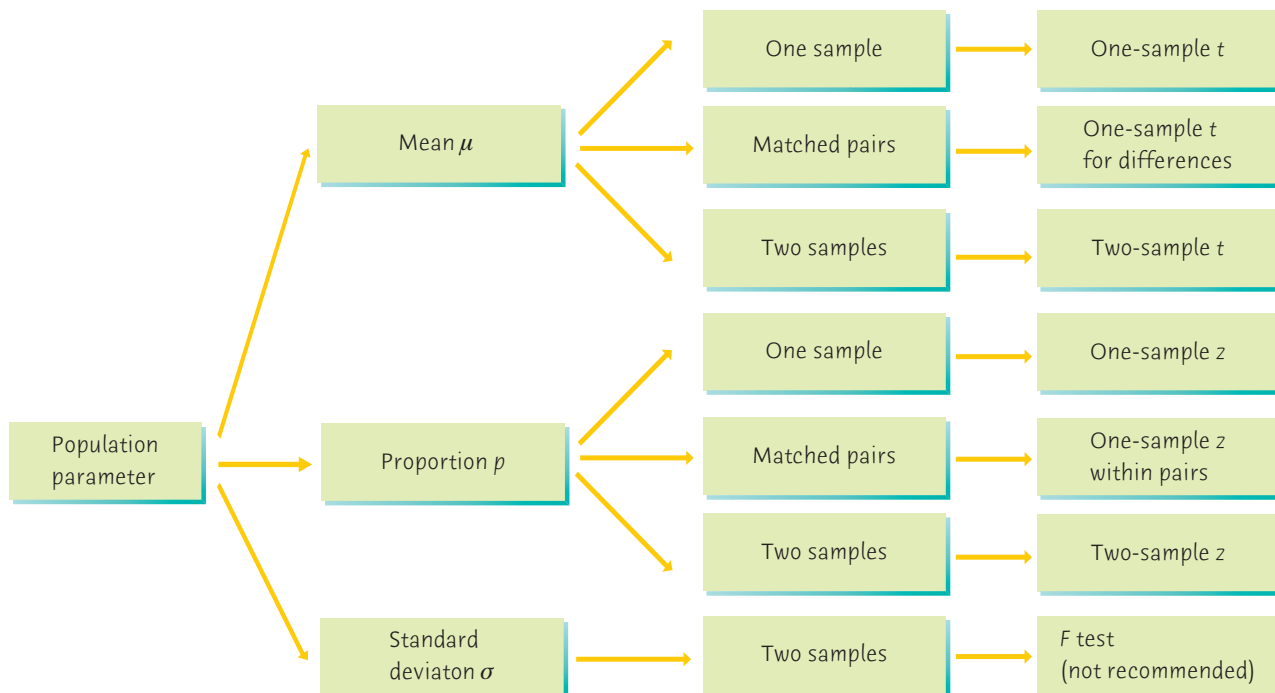 One sample
One-sample t
Mean μ
Matched pairs
One-sample t
for differences
Two samples
Two-sample t
One sample
One-sample z
Population
parameter
Proportion p
Matched pairs
One-sample z
within pairs
Two samples
Two-sample z
Standard
deviaton σ
Two samples
F test
(not recommended)